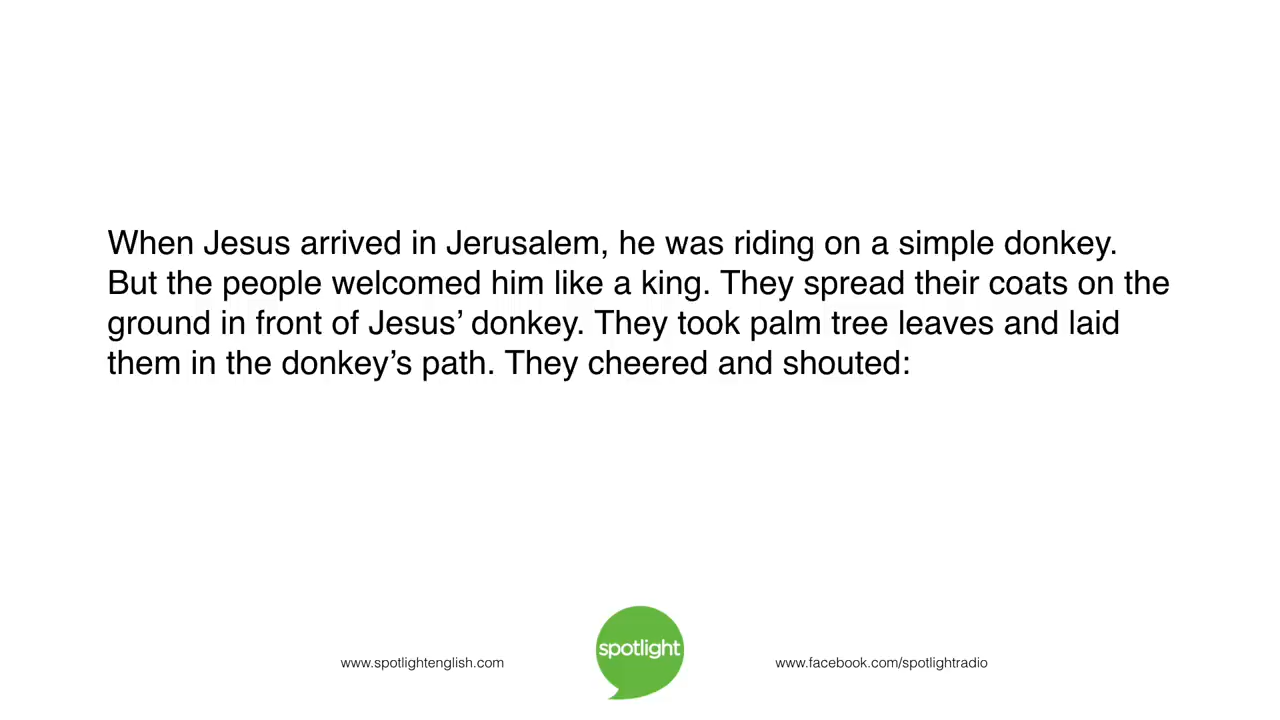 When Jesus arrived in Jerusalem, he was riding on a simple donkey.
But the people welcomed him like a king. They spread their coats on the
ground in front of Jesus’ donkey. They took palm tree leaves and laid
them in the donkey’s path. They cheered and shouted:
spotlight
www.spotlightenglish.com
www.facebook.com/spotlightradio